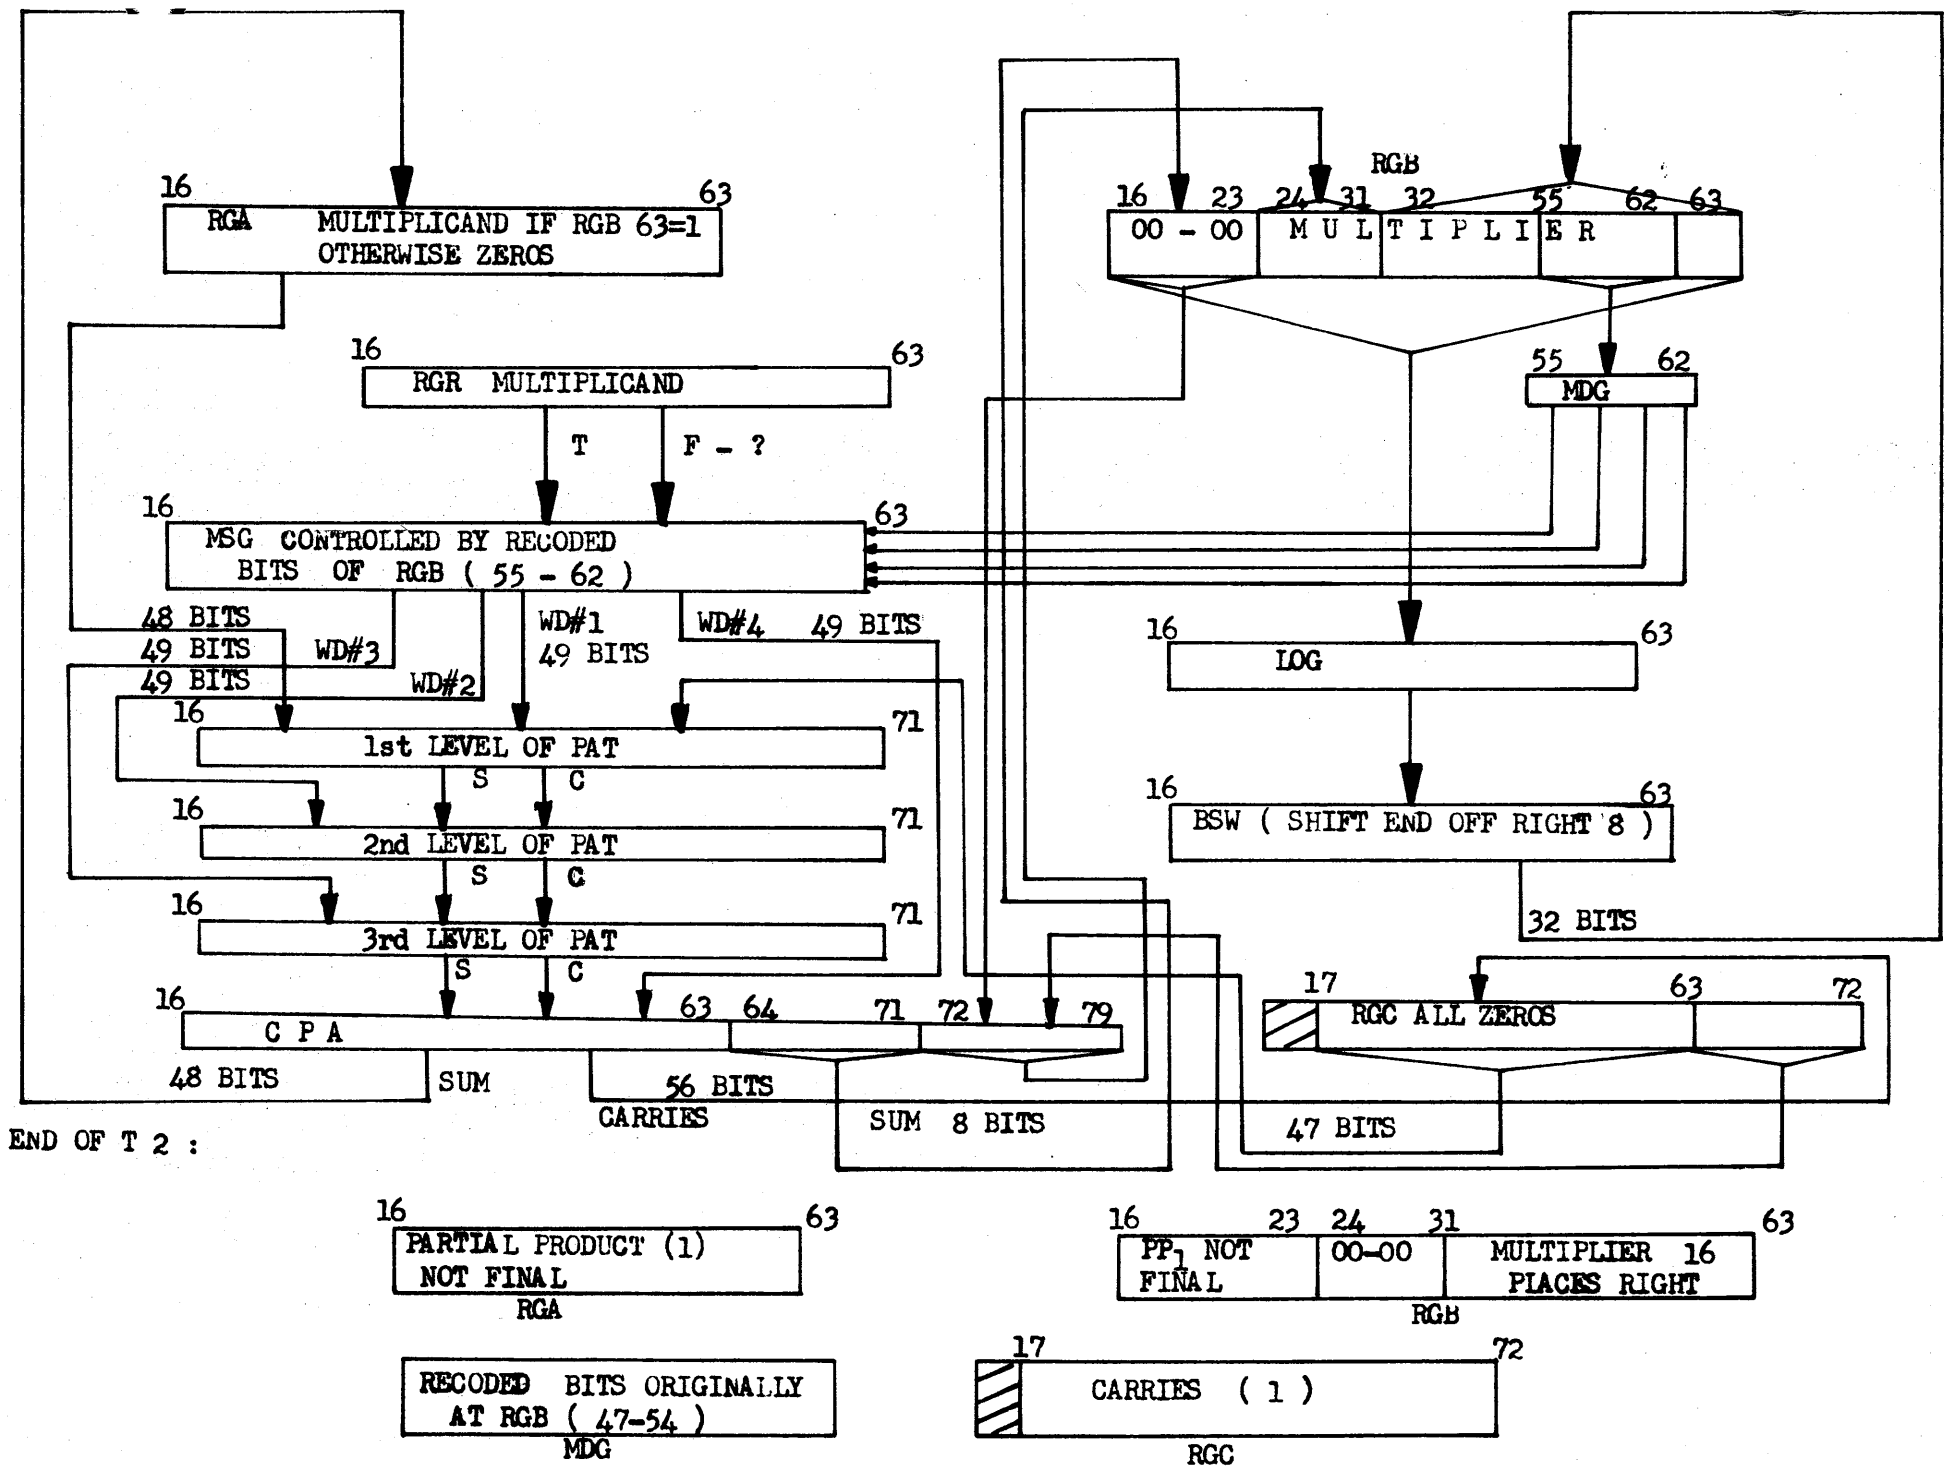 RGB
16 63
RGA MULTIPLICAND IF RGB 63=1
OTHERWISE ZEROS
16 23 24 31 32 55 62 63
00 - 00 M U L T I P L I E R
16 63
RGR MULTIPLICAND
55 62
MDG
T F - ?
16 63
MSG CONTROLLED BY RECODED
BITS OF RGB ( 55 - 62 )
48 BITS
49 BITS
49 BITS
WD#3
WD#2
WD#1
49 BITS
WD#4 49 BITS
16 63
LOG
16 71
1st LEVEL OF PAT
S C
16 71
2nd LEVEL OF PAT
S C
16 63
BSW ( SHIFT END OFF RIGHT 8 )
32 BITS
16 71
3rd LEVEL OF PAT
S C
16 63 64 71 72 79
C P A
17 63 72
RGC ALL ZEROS
48 BITS
SUM
56 BITS
CARRIES
SUM 8 BITS
47 BITS
END OF T 2 :
16 63
PARTIAL PRODUCT (1)
NOT FINAL
RGA
16 23 24 31 63
PP1 NOT
FINAL
00-00
MULTIPLIER 16
PLACES RIGHT
RGB
RECODED BITS ORIGINALLY
AT RGB ( 47-54 )
MDG
17 72
CARRIES ( 1 )
RGC